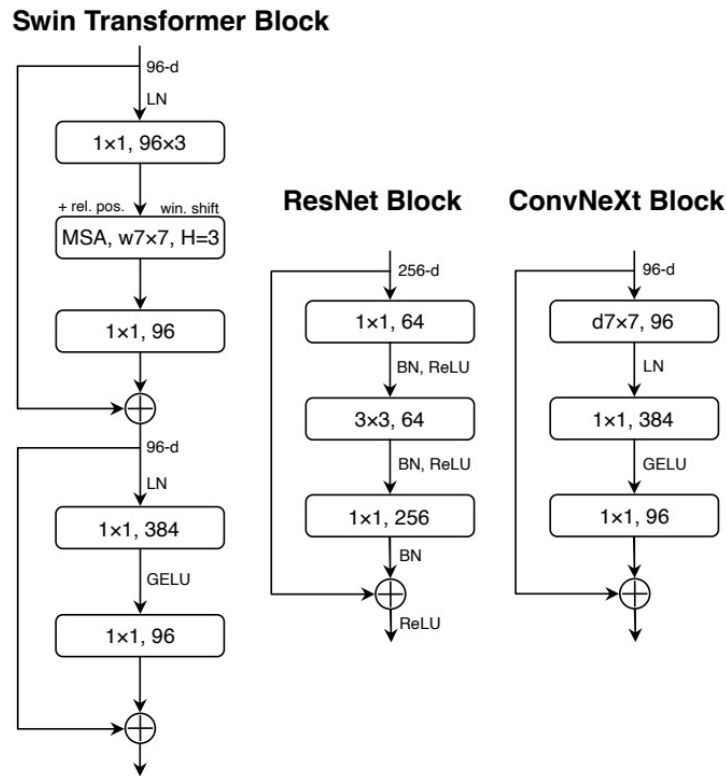 Swin Transformer Block
96-d
LN
1×1, 96×3
+ rel. pos. win. shift
MSA, w7×7, H=3
1×1, 96
96-d
LN
1×1, 384
GELU
1×1, 96
ResNet Block
256-d
1×1, 64
BN, ReLU
3×3, 64
BN, ReLU
1×1, 256
BN
ReLU
ConvNeXt Block
96-d
d7×7, 96
LN
1×1, 384
GELU
1×1, 96